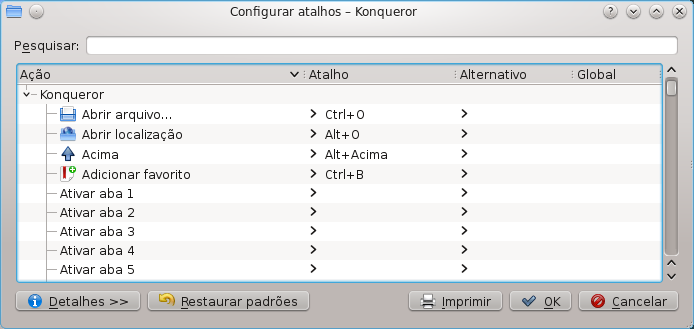 Configurar atalhos – Konqueror
Pesquisar:
Ação Atalho Alternativo Global
Konqueror
Abrir arquivo... Ctrl+O
Abrir localização Alt+O
Acima Alt+Acima
Adicionar favorito Ctrl+B
Ativar aba 1
Ativar aba 2
Ativar aba 3
Ativar aba 4
Ativar aba 5
Detalhes >> Restaurar padrões Imprimir OK Cancelar